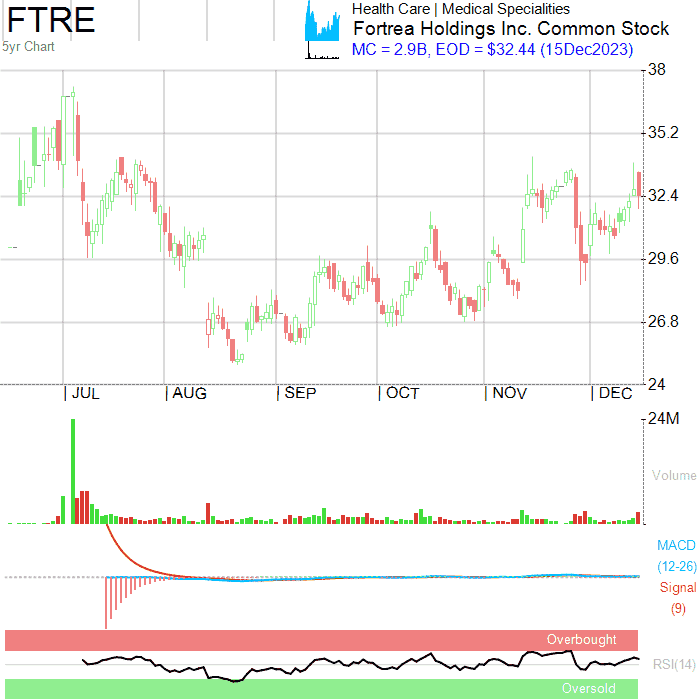 FTRE
5yr Chart
Health Care | Medical Specialities
Fortrea Holdings Inc. Common Stock
MC = 2.9B, EOD = $32.44 (15Dec2023)
38
35.2
32.4
29.6
26.8
24
|JUL |AUG |SEP |OCT |NOV |DEC
24M
Volume
MACD
(12-26)
Signal
(9)
Overbought
RSI(14)
Oversold